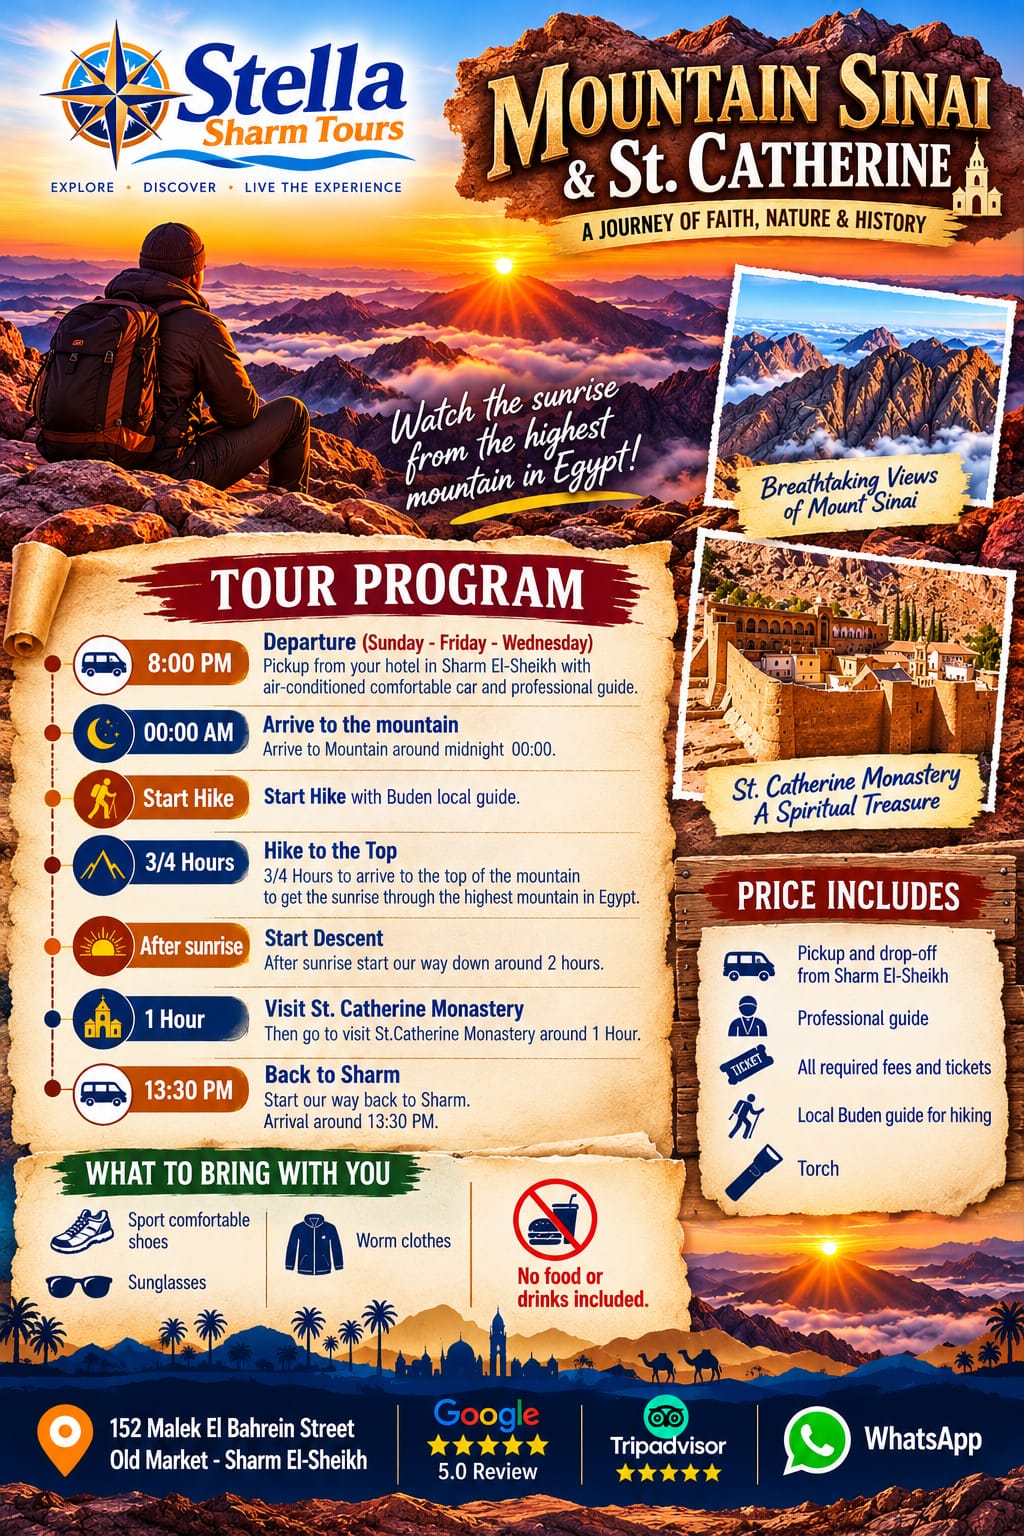 Stella
Sharm Tours
EXPLORE • DISCOVER • LIVE THE EXPERIENCE
MOUNTAIN SINAI
& St. CATHERINE
A JOURNEY OF FAITH, NATURE & HISTORY
Watch the sunrise
from the highest
mountain in Egypt!
Breathtaking Views
of Mount Sinai
St. Catherine Monastery
A Spiritual Treasure
TOUR PROGRAM
8:00 PM
Departure (Sunday - Friday - Wednesday)
Pickup from your hotel in Sharm El-Sheikh with
air-conditioned comfortable car and professional guide.
00:00 AM
Arrive to the mountain
Arrive to Mountain around midnight 00:00.
Start Hike
Start Hike with Buden local guide.
3/4 Hours
Hike to the Top
3/4 Hours to arrive to the top of the mountain
to get the sunrise through the highest mountain in Egypt.
After sunrise
Start Descent
After sunrise start our way down around 2 hours.
1 Hour
Visit St. Catherine Monastery
Then go to visit St.Catherine Monastery around 1 Hour.
13:30 PM
Back to Sharm
Start our way back to Sharm.
Arrival around 13:30 PM.
PRICE INCLUDES
Pickup and drop-off
from Sharm El-Sheikh
Professional guide
TICKET
All required fees and tickets
Local Buden guide for hiking
Torch
WHAT TO BRING WITH YOU
Sport comfortable
shoes
Sunglasses
Worm clothes
No food or
drinks included.
152 Malek El Bahrein Street
Old Market - Sharm El-Sheikh
Google
5.0 Review
Tripadvisor
WhatsApp